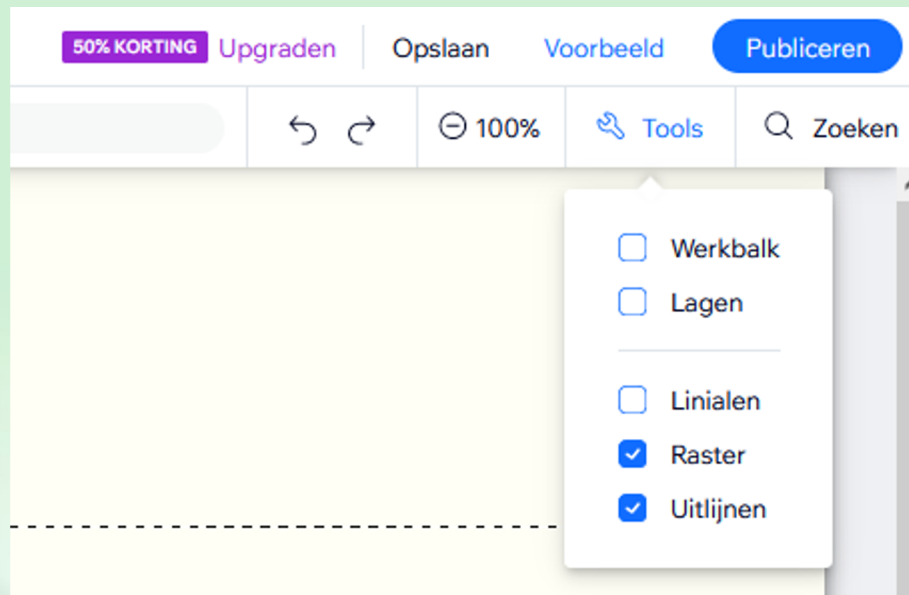 50% KORTING Upgraden Opslaan Voorbeeld Publiceren
100% Tools Zoeken
Werkbalk
Lagen
Linialen
Raster
Uitlijnen